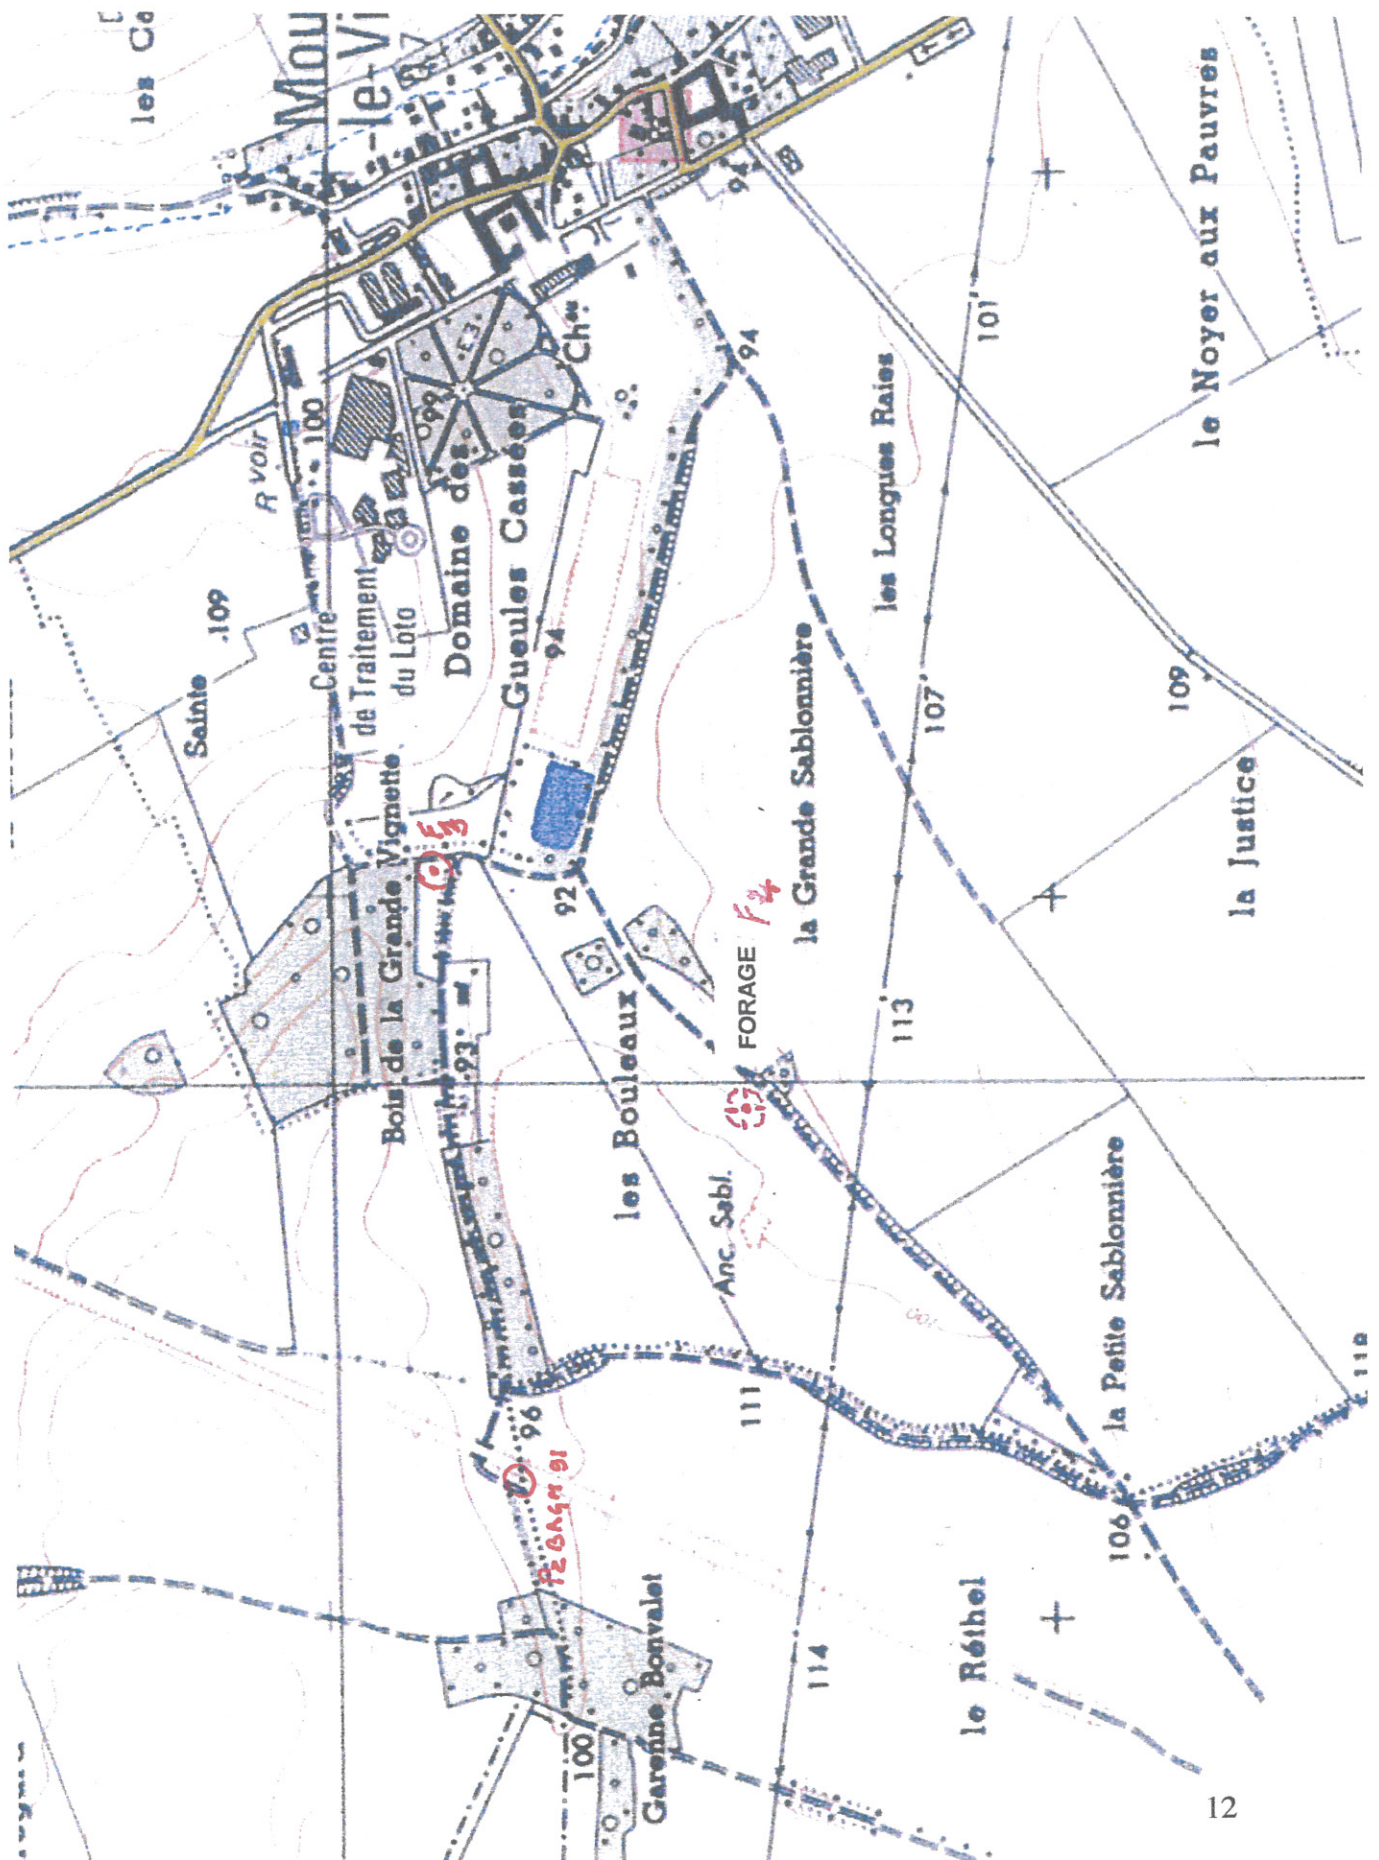 les Ca
Mou
-le-Vi
R voir
100
Sainte
109
Centre
de Traitement
du Loto
Domaine des
Gueules Cassées
99
Ch au
94
94
94
101
le Noyer aux Pauvres
les Longues Raies
107
109
la Justice
la Grande Sablonnière
FORAGE F4
113
92
Bois de la Grande Vignette
93
les Bouleaux
Anc. Sabl.
la Petite Sablonnière
111
96
PZ BAGM 91
106
le Réthel
114
Garenne Bonvalet
100
12